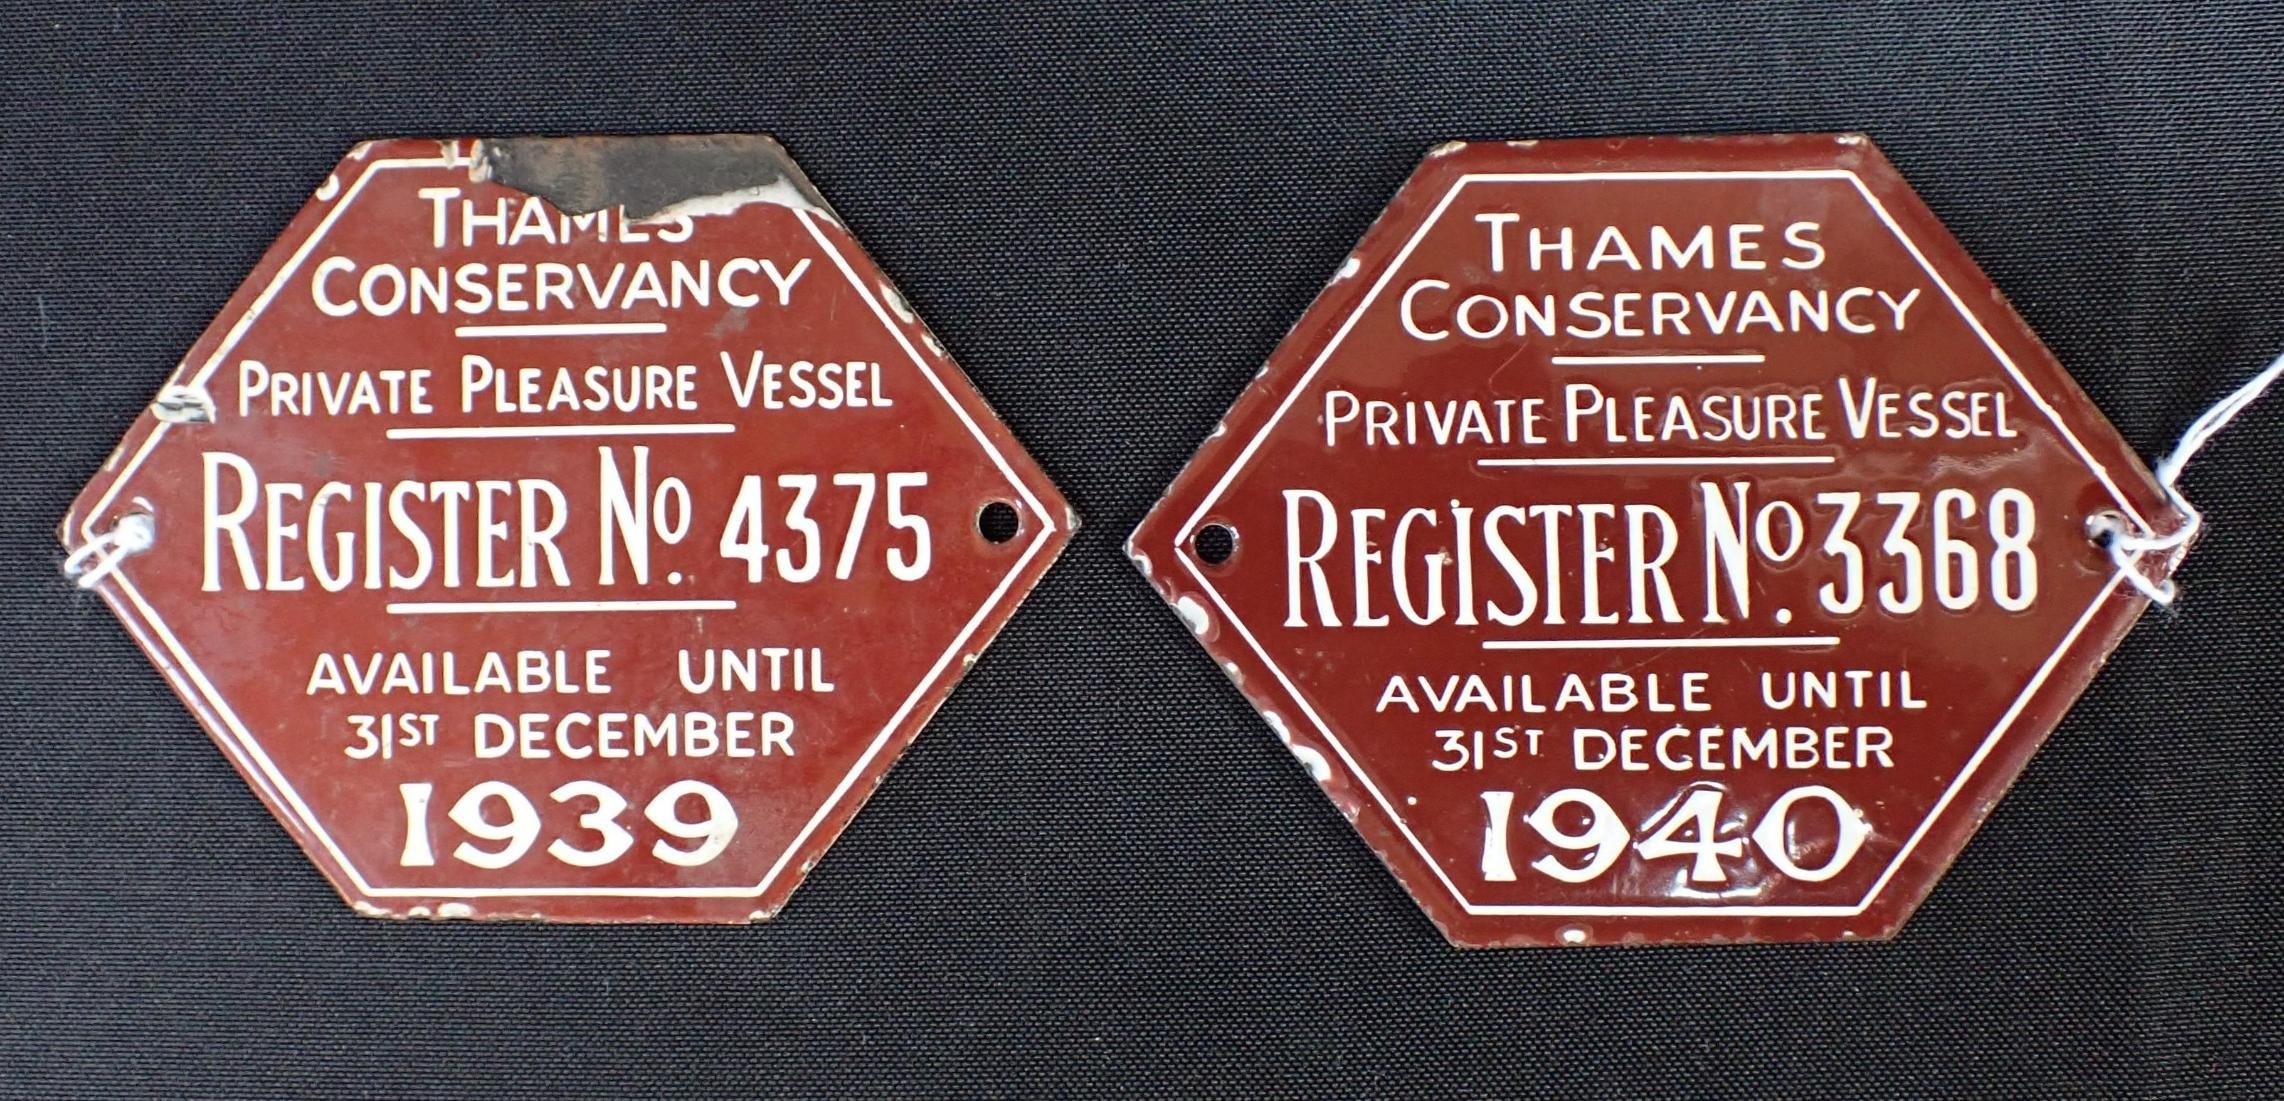 THAMES
CONSERVANCY
PRIVATE PLEASURE VESSEL
REGISTER No. 4375
AVAILABLE UNTIL
31ST DECEMBER
1939
THAMES
CONSERVANCY
PRIVATE PLEASURE VESSEL
REGISTER No. 3368
AVAILABLE UNTIL
31ST DECEMBER
1940